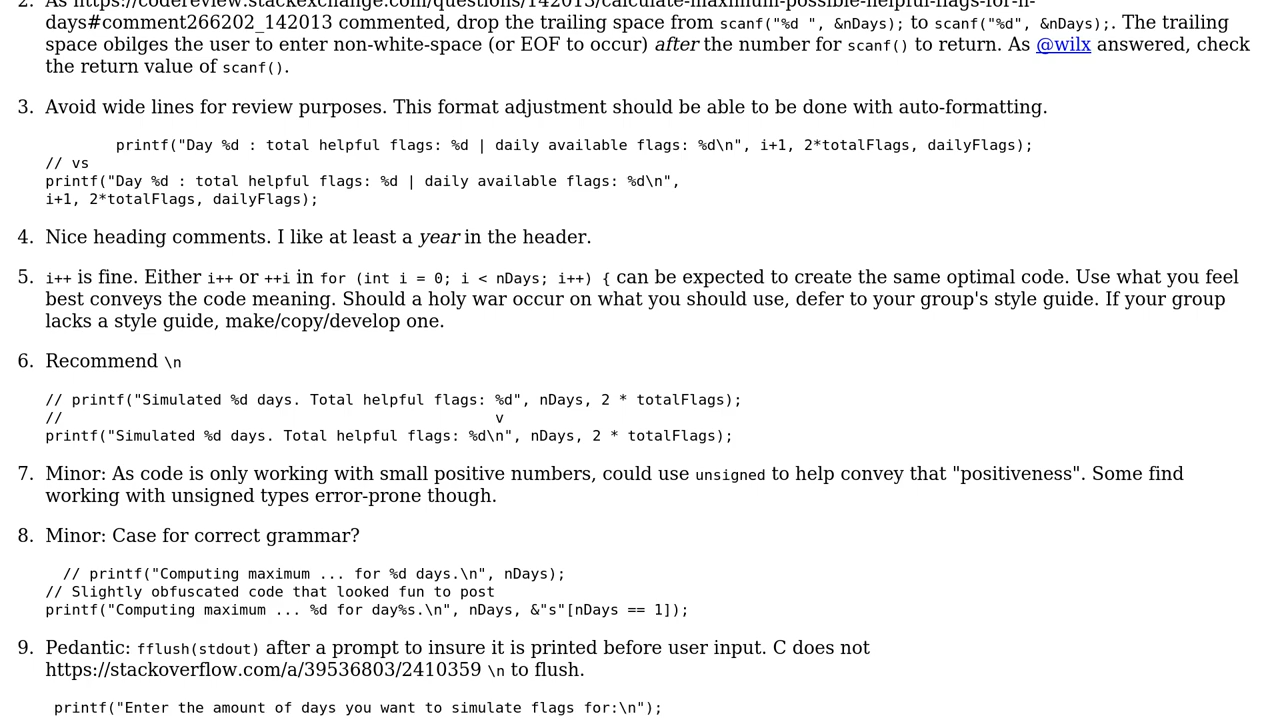 2. As https://codereview.stackexchange.com/questions/142013/calculate-maximum-possible-helpful-flags-for-n-
days#comment266202_142013 commented, drop the trailing space from scanf("%d ", &nDays); to scanf("%d", &nDays);. The trailing
space obilges the user to enter non-white-space (or EOF to occur) after the number for scanf() to return. As @wilx answered, check
the return value of scanf().
3. Avoid wide lines for review purposes. This format adjustment should be able to be done with auto-formatting.
        printf("Day %d : total helpful flags: %d | daily available flags: %d\n", i+1, 2*totalFlags, dailyFlags);
// vs
printf("Day %d : total helpful flags: %d | daily available flags: %d\n",
i+1, 2*totalFlags, dailyFlags);
4. Nice heading comments. I like at least a year in the header.
5. i++ is fine. Either i++ or ++i in for (int i = 0; i < nDays; i++) { can be expected to create the same optimal code. Use what you feel
best conveys the code meaning. Should a holy war occur on what you should use, defer to your group's style guide. If your group
lacks a style guide, make/copy/develop one.
6. Recommend \n
// printf("Simulated %d days. Total helpful flags: %d", nDays, 2 * totalFlags);
//                                                 v
printf("Simulated %d days. Total helpful flags: %d\n", nDays, 2 * totalFlags);
7. Minor: As code is only working with small positive numbers, could use unsigned to help convey that "positiveness". Some find
working with unsigned types error-prone though.
8. Minor: Case for correct grammar?
  // printf("Computing maximum ... for %d days.\n", nDays);
// Slightly obfuscated code that looked fun to post
printf("Computing maximum ... %d for day%s.\n", nDays, &"s"[nDays == 1]);
9. Pedantic: fflush(stdout) after a prompt to insure it is printed before user input. C does not
https://stackoverflow.com/a/39536803/2410359 \n to flush.
 printf("Enter the amount of days you want to simulate flags for:\n");